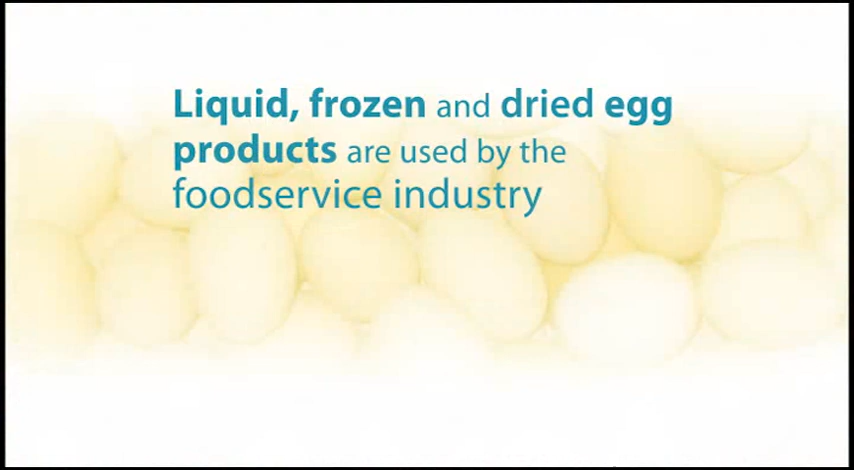 Liquid, frozen and dried egg
products are used by the
foodservice industry